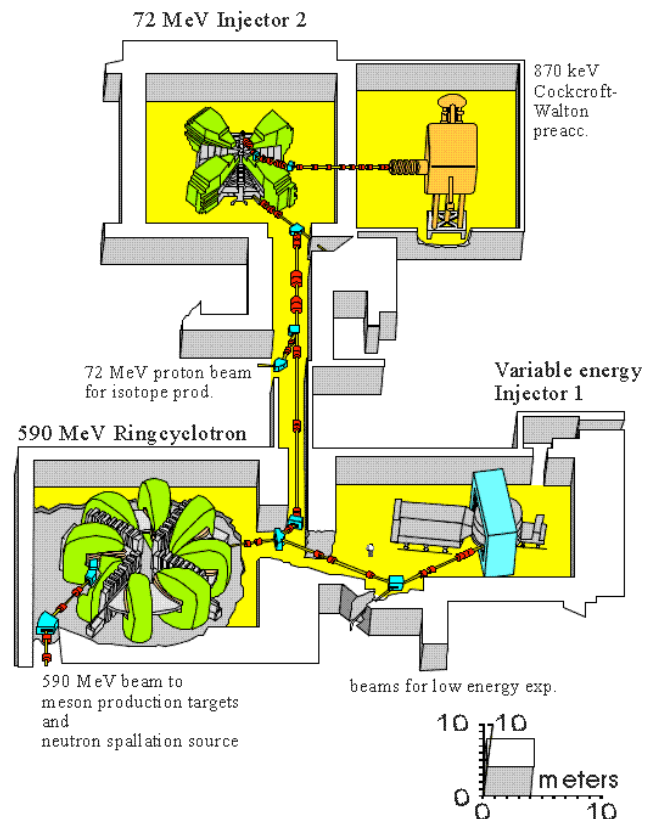 72 MeV Injector 2
870 keV
Cockcroft-
Walton
preacc.
72 MeV proton beam
for isotope prod.
Variable energy
Injector 1
590 MeV Ringcyclotron
590 MeV beam to
meson production targets
and
neutron spallation source
beams for low energy exp.
10 10
meters
0
0 10